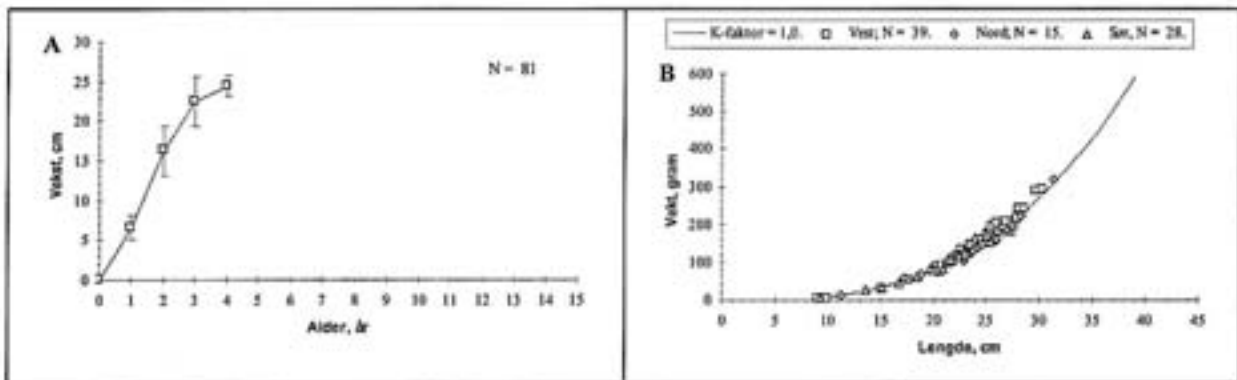 A
Vekst, cm
30
25
20
15
10
5
0
N = 81
0 1 2 3 4 5 6 7 8 9 10 11 12 13 14 15
Alder, år
K-faktor = 1,0. Vest; N = 39. Nord; N = 15. Sør, N = 28.
B
Vekt, gram
600
500
400
300
200
100
0
0 5 10 15 20 25 30 35 40 45
Lengde, cm